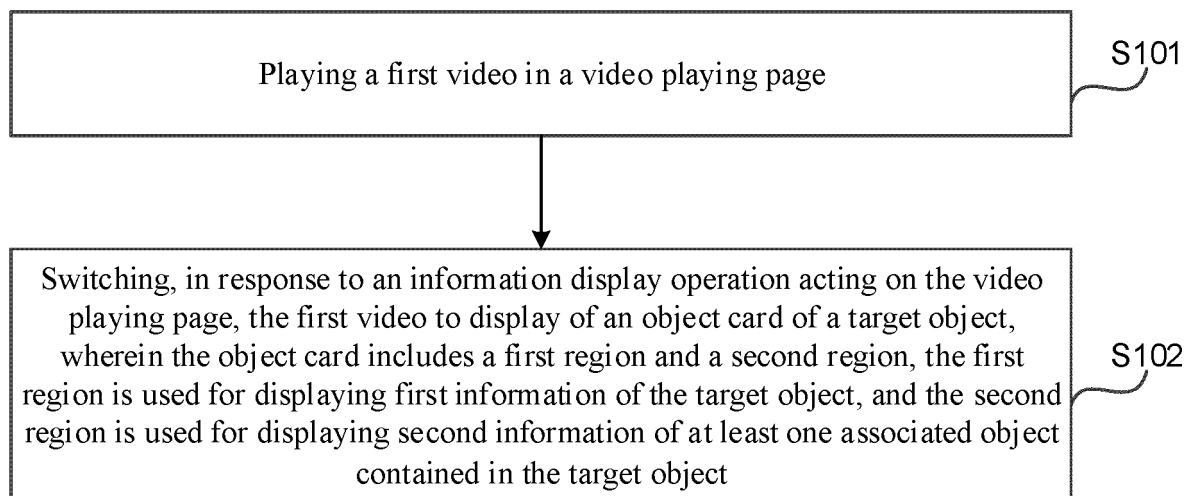 Playing a first video in a video playing page
S101
Switching, in response to an information display operation acting on the video
playing page, the first video to display of an object card of a target object,
wherein the object card includes a first region and a second region, the first
region is used for displaying first information of the target object, and the second
region is used for displaying second information of at least one associated object
contained in the target object
S102